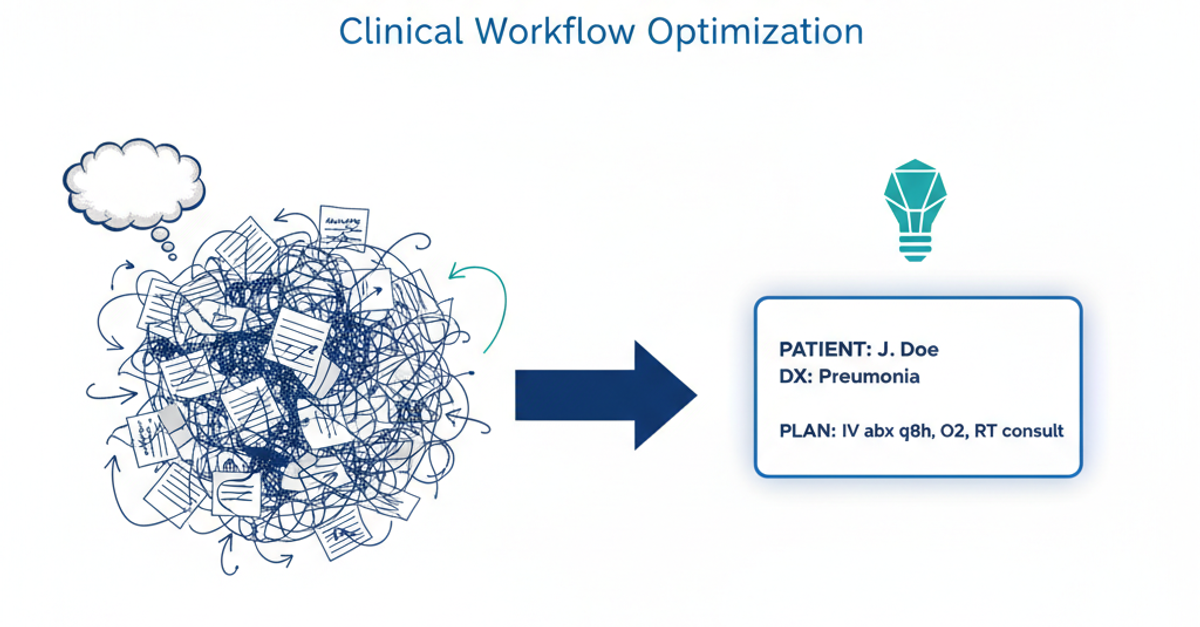 Clinical Workflow Optimization
PATIENT: J. Doe
DX: Preumonia
PLAN: IV abx q8h, O2, RT consult